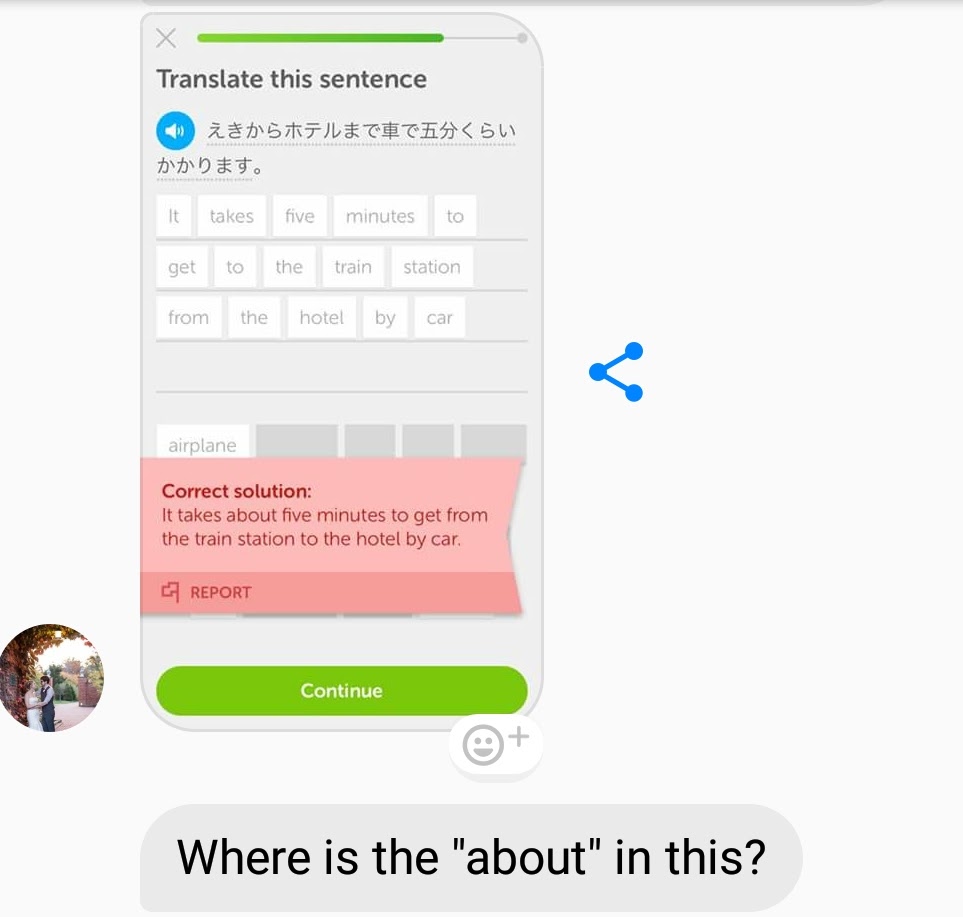 Translate this sentence
えきからホテルまで車で五分くらい
かかります。
It takes five minutes to
get to the train station
from the hotel by car
airplane
Correct solution:
It takes about five minutes to get from
the train station to the hotel by car.
REPORT
Continue
Where is the "about" in this?